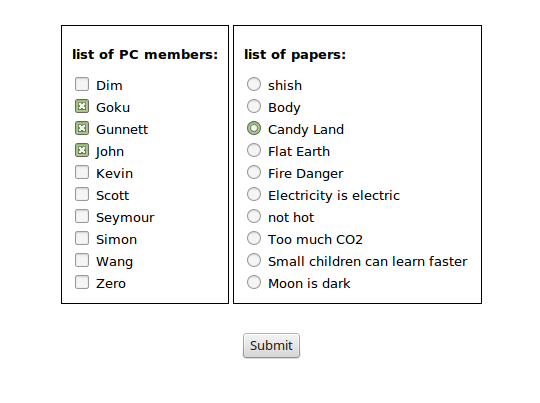 list of PC members:
Dim
Goku
Gunnett
John
Kevin
Scott
Seymour
Simon
Wang
Zero
list of papers:
shish
Body
Candy Land
Flat Earth
Fire Danger
Electricity is electric
not hot
Too much CO2
Small children can learn faster
Moon is dark
Submit